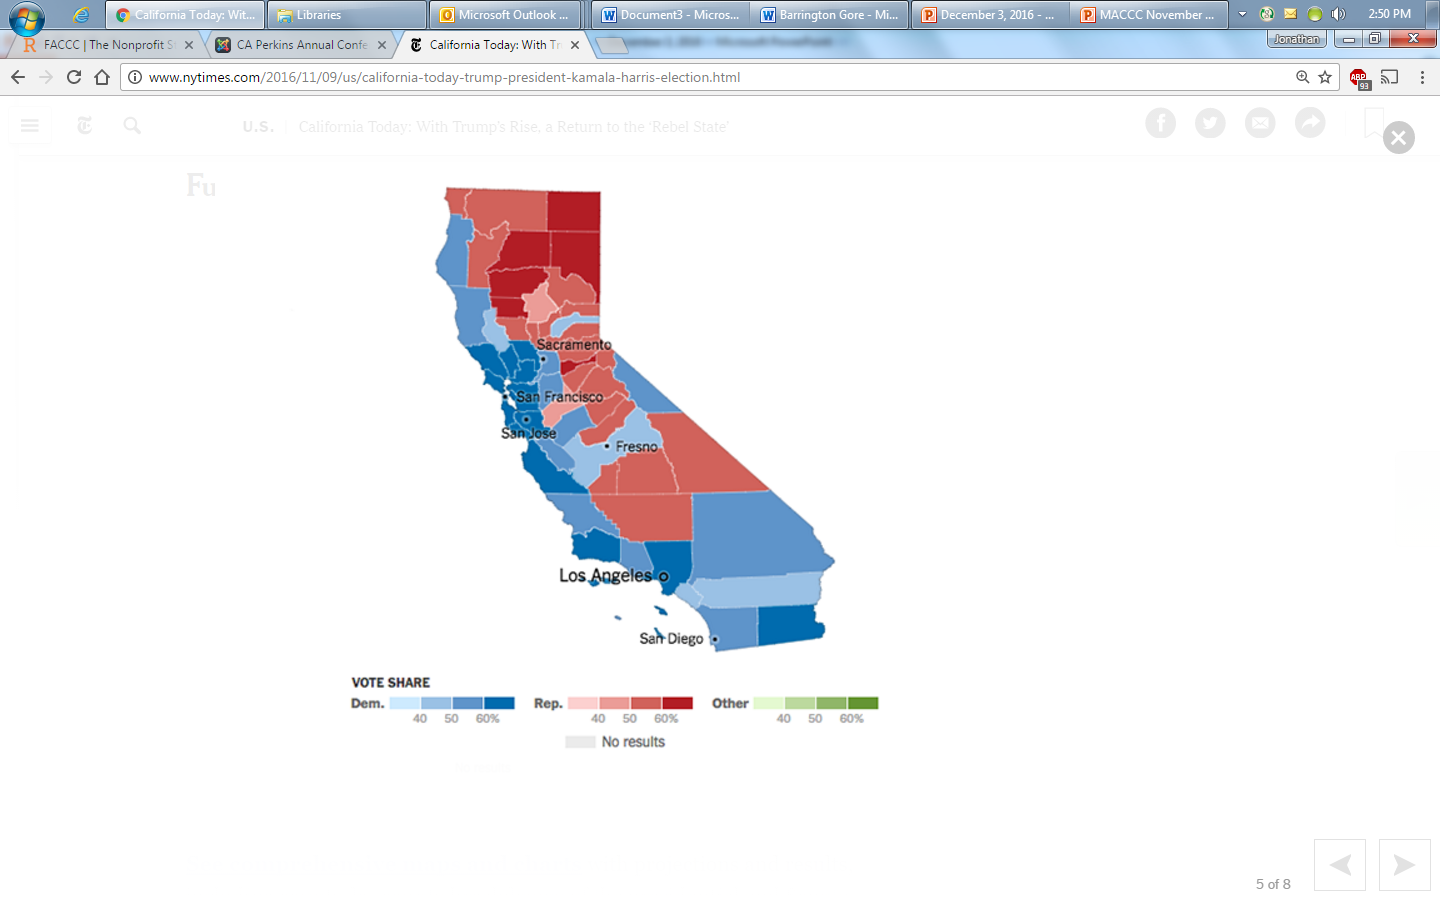 California Today: Wit...
Libraries
Microsoft Outlook ...
Document3 - Micros...
Barrington Gore - Mi...
December 3, 2016 - ...
MACCC November ...
2:50 PM
FACCC | The Nonprofit S
CA Perkins Annual Confe
California Today: With Tr
Jonathan
www.nytimes.com/2016/11/09/us/california-today-trump-president-kamala-harris-election.html
ABP
93
U.S.
California Today: With Trump's Rise, a Return to the 'Rebel State'
Fu
Sacramento
San Francisco
San Jose
Fresno
Los Angeles
San Diego
VOTE SHARE
Dem. Rep. Other
40 50 60% 40 50 60% 40 50 60%
No results
5 of 8